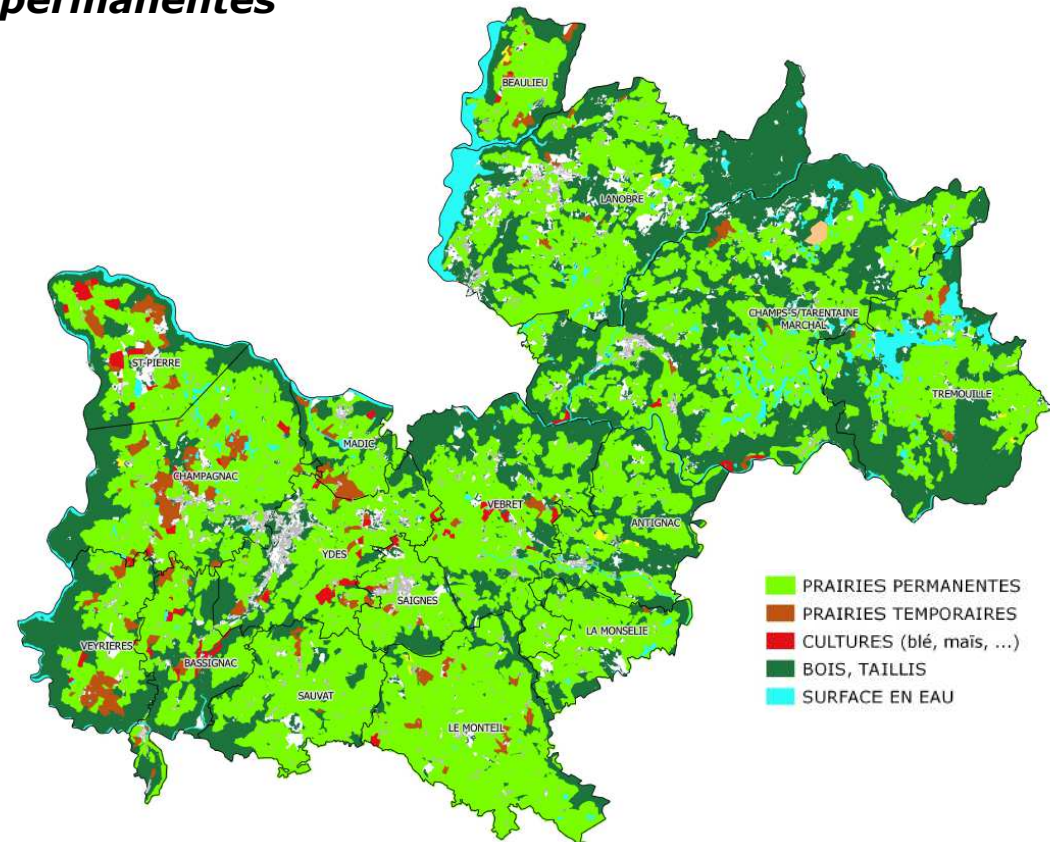 permanentes
BEAULIEU
LANOBRE
CHAMPS-S/TARENTAINE
MARCHAL
ST-PIERRE
TREMOUILLE
MADIC
CHAMPAGNAC
VEBRET
ANTIGNAC
YDES
SAIGNES
LA MONSELIE
VEYRIERES
BASSIGNAC
SAUVAT
LE MONTEIL
PRAIRIES PERMANENTES
PRAIRIES TEMPORAIRES
CULTURES (blé, maïs, ...)
BOIS, TAILLIS
SURFACE EN EAU